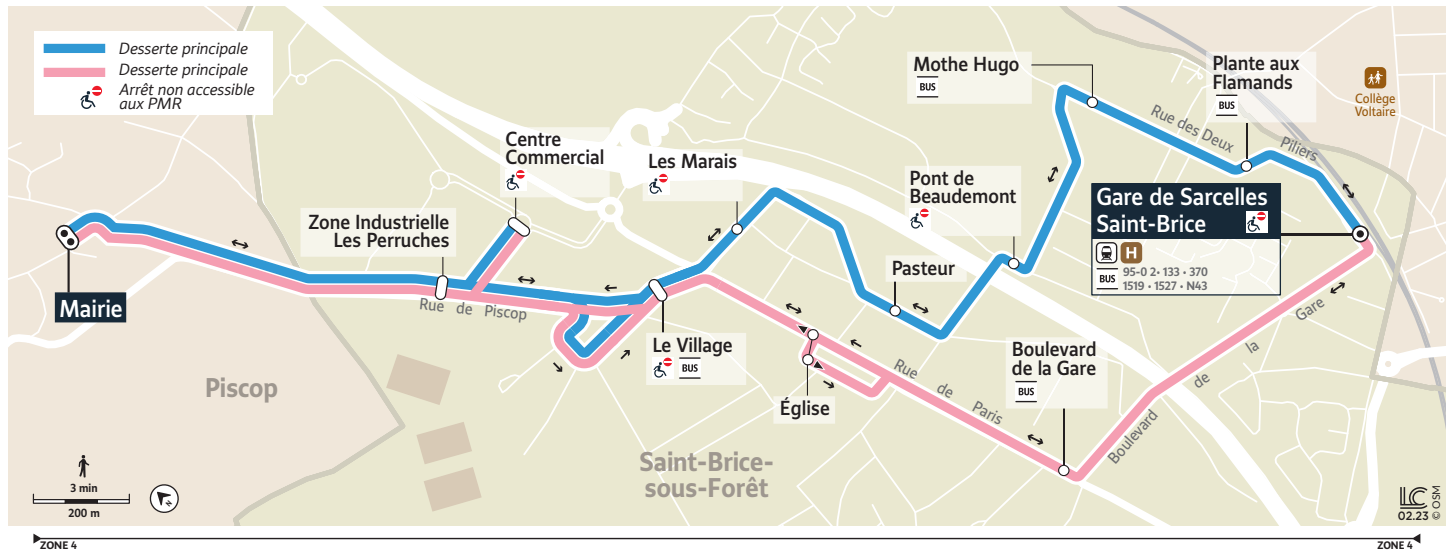 Desserte principale
Desserte principale
Arrêt non accessible
aux PMR
Mothe Hugo
BUS
Plante aux
Flamands
BUS
Collège
Voltaire
Rue des Deux
Piliers
Centre
Commercial
Les Marais
Pont de
Beaudemont
Gare de Sarcelles
Saint-Brice
H
BUS
95-02 • 133 • 370
1519 • 1527 • N43
Zone Industrielle
Les Perruches
Pasteur
Mairie
Rue de Piscop
Le Village
BUS
Boulevard
de la Gare
BUS
Église
Rue de Paris
Boulevard de la Gare
Piscop
Saint-Brice-
sous-Forêt
3 min
200 m
N
LC
02.23 © OSM
ZONE 4
ZONE 4